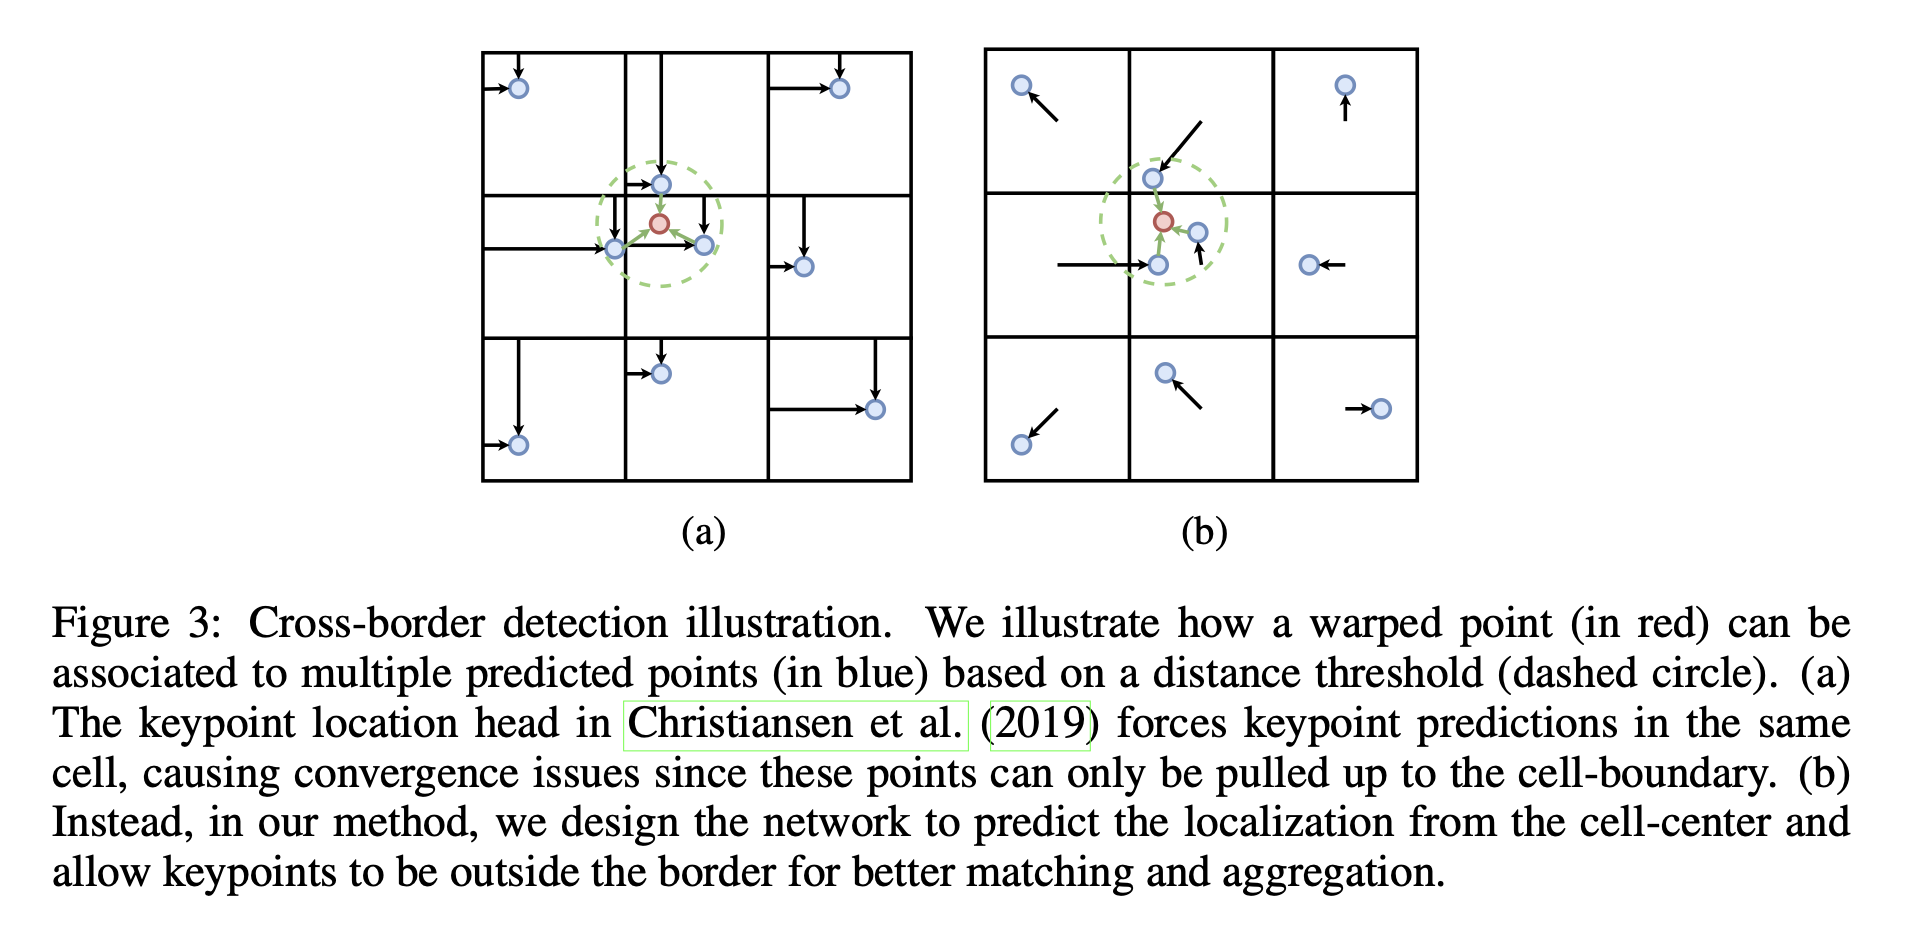 (a)
(b)
Figure 3: Cross-border detection illustration. We illustrate how a warped point (in red) can be
associated to multiple predicted points (in blue) based on a distance threshold (dashed circle). (a)
The keypoint location head in Christiansen et al. (2019) forces keypoint predictions in the same
cell, causing convergence issues since these points can only be pulled up to the cell-boundary. (b)
Instead, in our method, we design the network to predict the localization from the cell-center and
allow keypoints to be outside the border for better matching and aggregation.